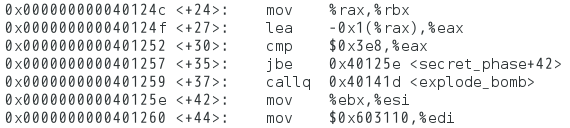 0x000000000040124c <+24>: mov %rax,%rbx
0x000000000040124f <+27>: lea -0x1(%rax),%eax
0x0000000000401252 <+30>: cmp $0x3e8,%eax
0x0000000000401257 <+35>: jbe 0x40125e <secret_phase+42>
0x0000000000401259 <+37>: callq 0x40141d <explode_bomb>
0x000000000040125e <+42>: mov %ebx,%esi
0x0000000000401260 <+44>: mov $0x603110,%edi